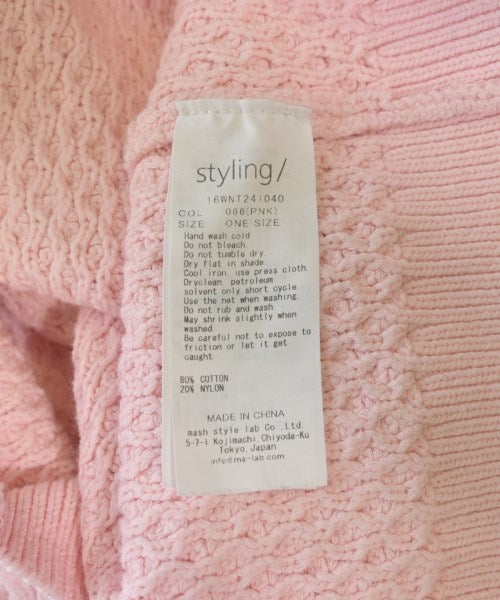 styling/
16WNT241040
COL 066(PNK)
SIZE ONE SIZE
Hand wash cold
Do not bleach.
Do not tumble dry.
Dry flat in shade
Cool iron, use press cloth.
Dryclean, petroleum
solvent only short cycle.
Use the net when washing.
Do not rub and wash.
May shrink slightly when
washed.
Be careful not to expose to
friction or let it get
caught.
80% COTTON
20% NYLON
MADE IN CHINA
mash style lab Co.,Ltd.
5-7-1 Kojimachi,Chiyoda-Ku
Tokyo,Japan
info@ms-lab.com